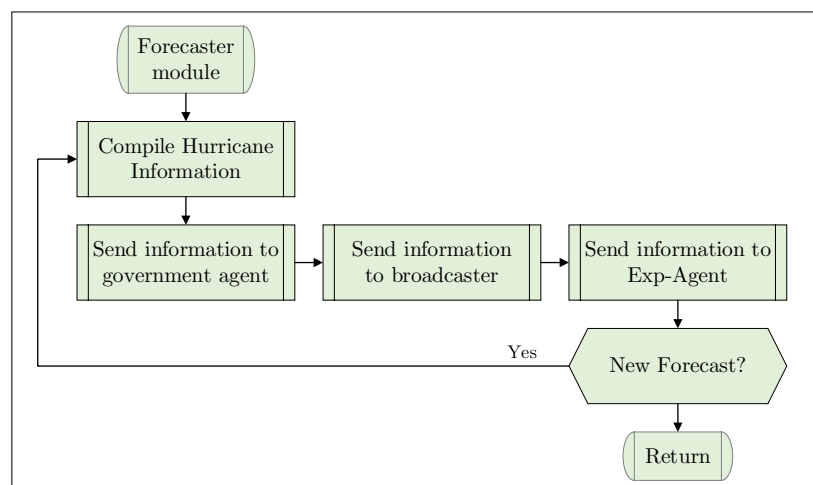 Forecaster
module
Compile Hurricane
Information
Send information to
government agent
Send information
to broadcaster
Send information to
Exp-Agent
Yes
New Forecast?
Return